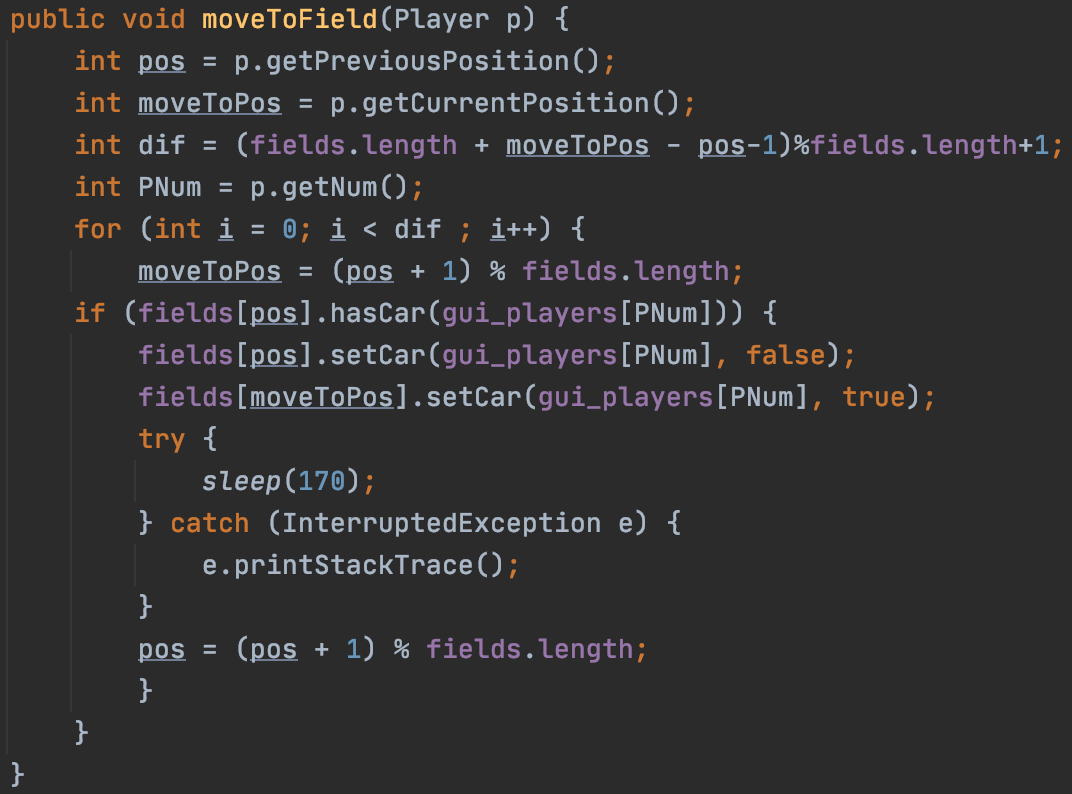 public void moveToField(Player p) {
    int pos = p.getPreviousPosition();
    int moveToPos = p.getCurrentPosition();
    int dif = (fields.length + moveToPos - pos-1)%fields.length+1;
    int PNum = p.getNum();
    for (int i = 0; i < dif ; i++) {
        moveToPos = (pos + 1) % fields.length;
    if (fields[pos].hasCar(gui_players[PNum])) {
        fields[pos].setCar(gui_players[PNum], false);
        fields[moveToPos].setCar(gui_players[PNum], true);
        try {
            sleep(170);
        } catch (InterruptedException e) {
            e.printStackTrace();
        }
        pos = (pos + 1) % fields.length;
        }
    }
}